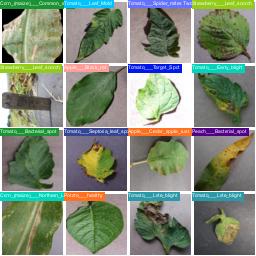 Corn_(maize)___Common_r
Tomato___Leaf_Mold
Tomato___Spider_mites Two
Strawberry___Leaf_scorch
Strawberry___Leaf_scorch
Apple___Black_rot
Tomato___Target_Spot
Tomato___Early_blight
Tomato___Bacterial_spot
Tomato___Septoria_leaf_sp
Apple___Cedar_apple_rust
Peach___Bacterial_spot
Corn_(maize)___Northern_L
Potato___healthy
Tomato___Late_blight
Tomato___Late_blight